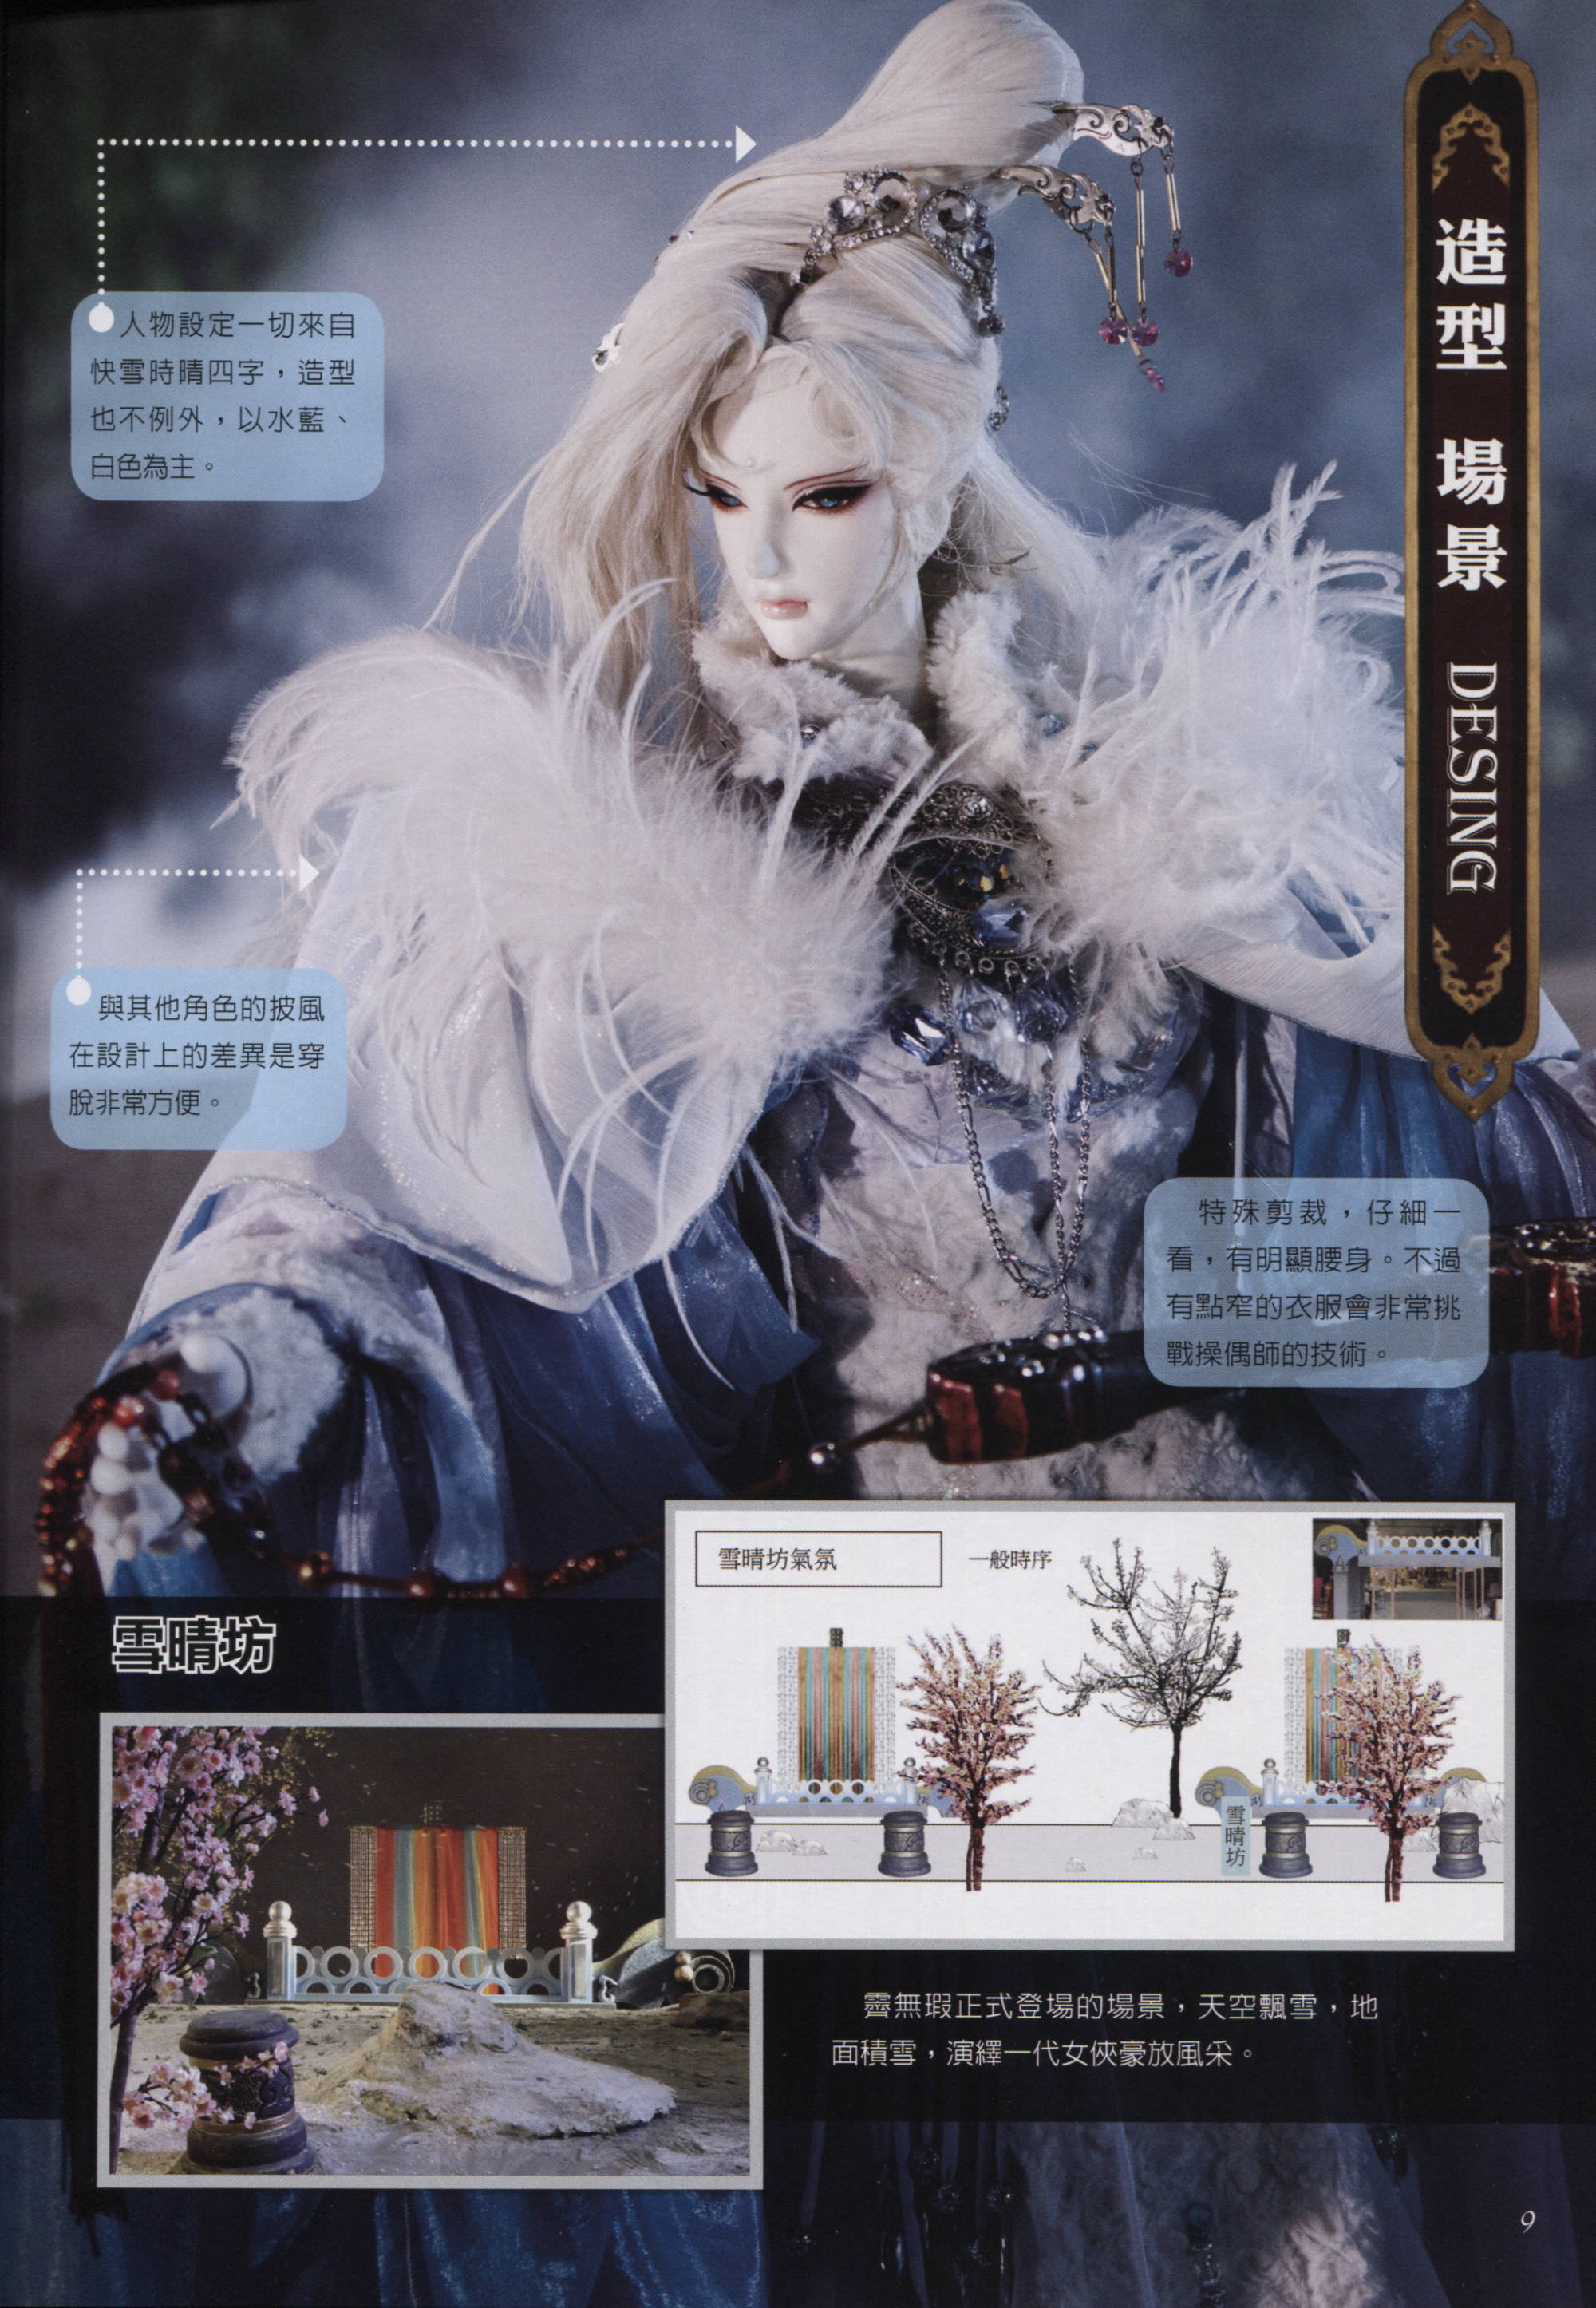 造型 場景 DESING
人物設定一切來自
快雪時晴四字，造型
也不例外，以水藍、
白色為主。
與其他角色的披風
在設計上的差異是穿
脫非常方便。
特殊剪裁，仔細一
看，有明顯腰身。不過
有點窄的衣服會非常挑
戰操偶師的技術。
雪晴坊
雪晴坊氣氛
一般時序
雪晴坊
霽無瑕正式登場的場景，天空飄雪，地
面積雪，演繹一代女俠豪放風采。
9